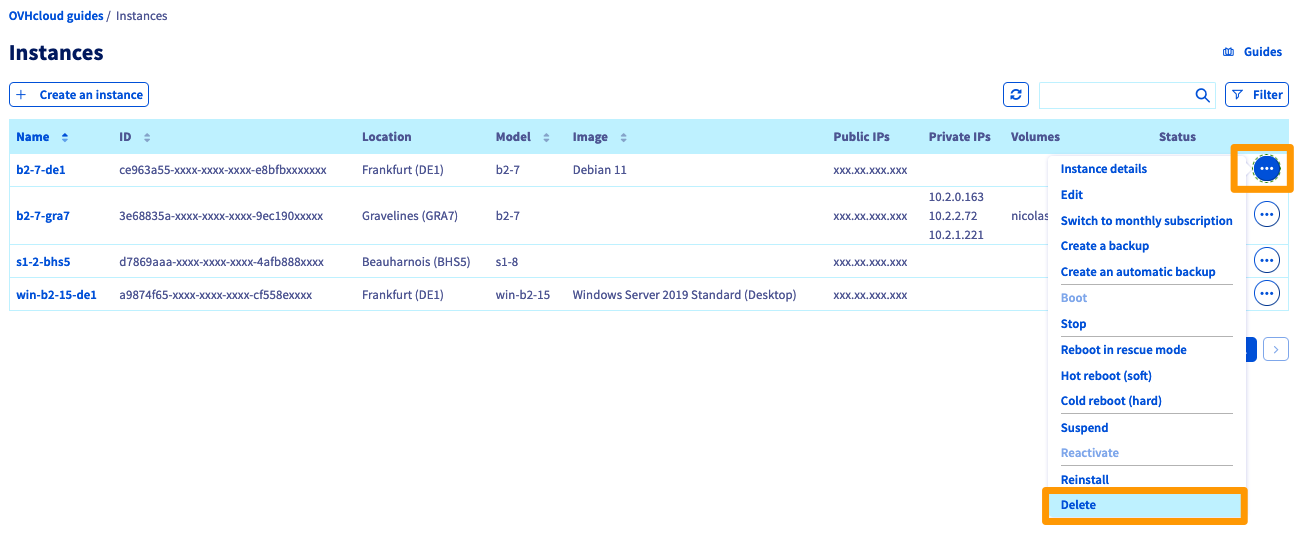 OVHcloud guides / Instances
Instances
Guides
Create an instance
Filter
Name ID Location Model Image Public IPs Private IPs Volumes Status
b2-7-de1 ce963a55-xxxx-xxxx-xxxx-e8bfbxxxxxxx Frankfurt (DE1) b2-7 Debian 11 xxx.xx.xxx.xxx
b2-7-gra7 3e68835a-xxxx-xxxx-xxxx-9ec190xxxxx Gravelines (GRA7) b2-7 xxx.xx.xxx.xxx 10.2.0.163
10.2.2.72
10.2.1.221
nicolas
s1-2-bhs5 d7869aaa-xxxx-xxxx-xxxx-4afb888xxxx Beauharnois (BHS5) s1-8 xxx.xx.xxx.xxx
win-b2-15-de1 a9874f65-xxxx-xxxx-xxxx-cf558exxxx Frankfurt (DE1) win-b2-15 Windows Server 2019 Standard (Desktop) xxx.xx.xxx.xxx
Instance details
Edit
Switch to monthly subscription
Create a backup
Create an automatic backup
Boot
Stop
Reboot in rescue mode
Hot reboot (soft)
Cold reboot (hard)
Suspend
Reactivate
Reinstall
Delete